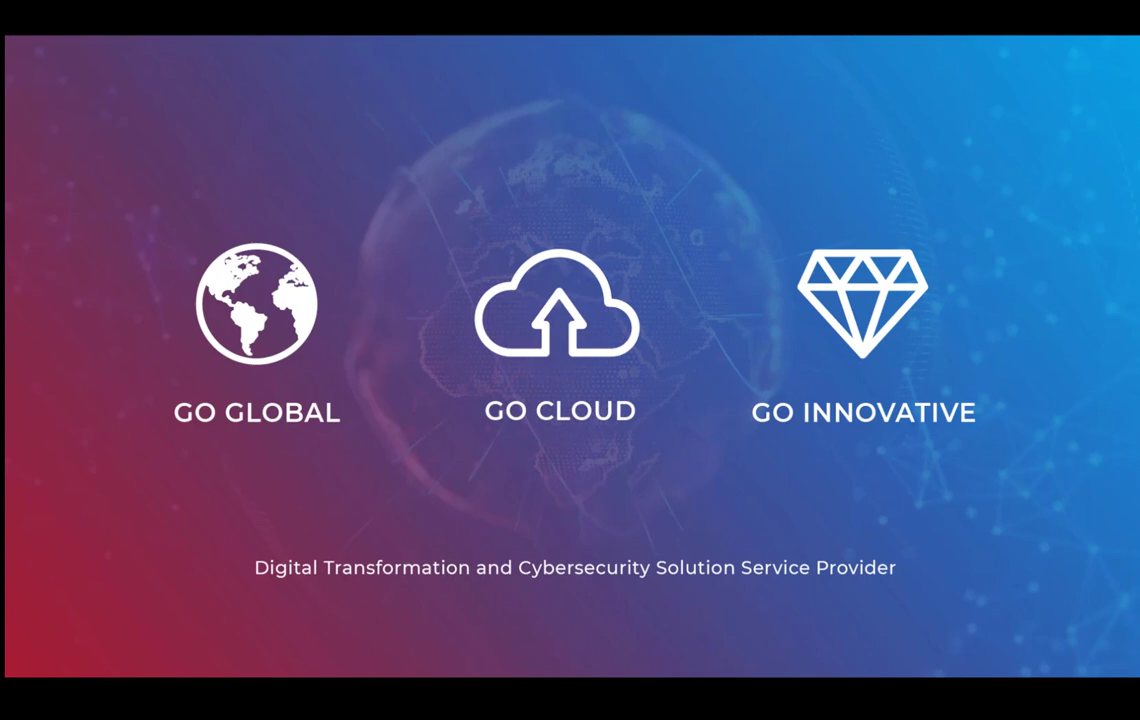 GO GLOBAL
GO CLOUD
GO INNOVATIVE
Digital Transformation and Cybersecurity Solution Service Provider